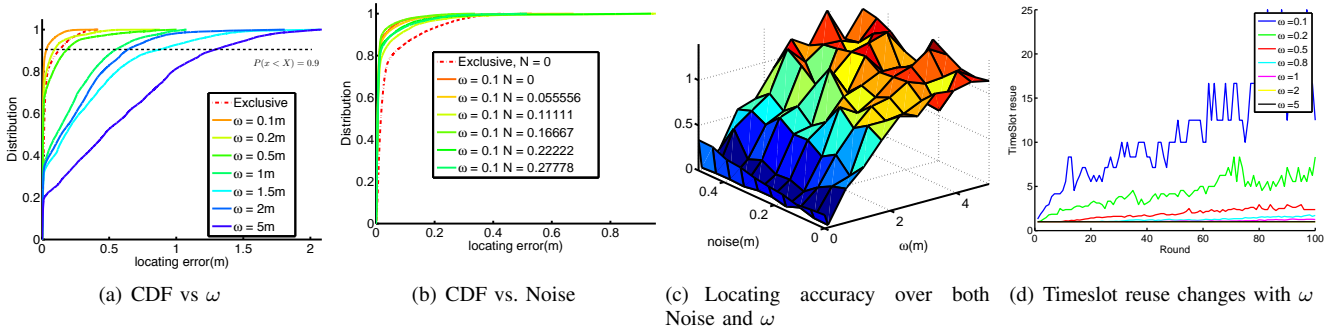 1
0.8
0.6
0.4
0.2
0
Distribution
0
0.5
1
1.5
2
locating error(m)
P(x < X) = 0.9
Exclusive
ω = 0.1m
ω = 0.2m
ω = 0.5m
ω = 1m
ω = 1.5m
ω = 2m
ω = 5m
(a) CDF vs ω
1
0.8
0.6
0.4
0.2
0
Distribution
0
0.2
0.4
0.6
0.8
locating error(m)
Exclusive, N = 0
ω = 0.1 N = 0
ω = 0.1 N = 0.055556
ω = 0.1 N = 0.11111
ω = 0.1 N = 0.16667
ω = 0.1 N = 0.22222
ω = 0.1 N = 0.27778
(b) CDF vs. Noise
1
0.5
0
0.4
0.2
0
noise(m)
0
2
4
ω(m)
(c) Locating accuracy over both
Noise and ω
25
20
15
10
5
0
TimeSlot resue
0
20
40
60
80
100
Round
ω =0.1
ω =0.2
ω =0.5
ω =0.8
ω =1
ω =2
ω =5
(d) Timeslot reuse changes with ω